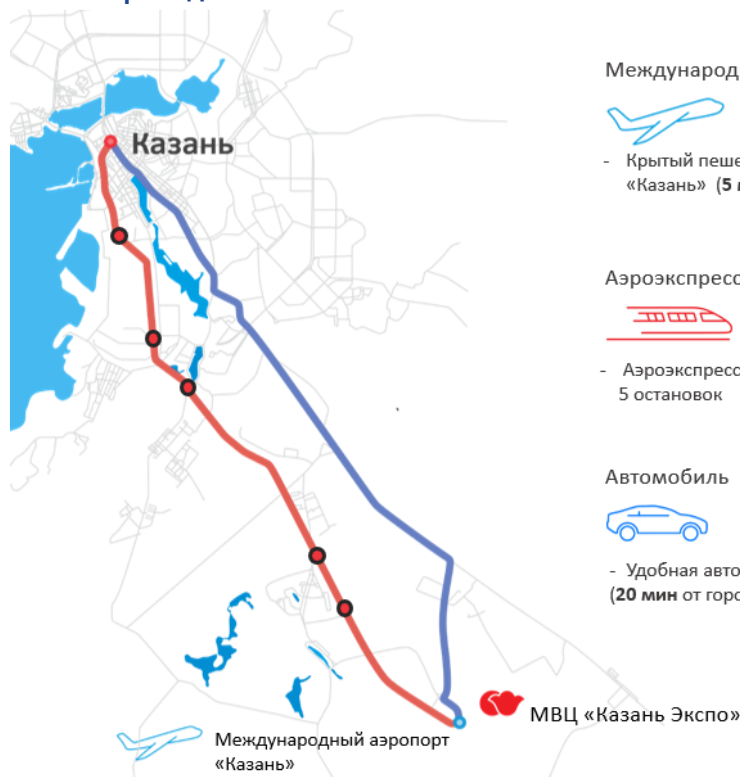 Казань
Международ
- Крытый пеше
«Казань» (5
Аэроэкспресс
- Аэроэкспресс
5 остановок
Автомобиль
- Удобная авто
(20 мин от горо
МВЦ «Казань Экспо»
Международный аэропорт
«Казань»